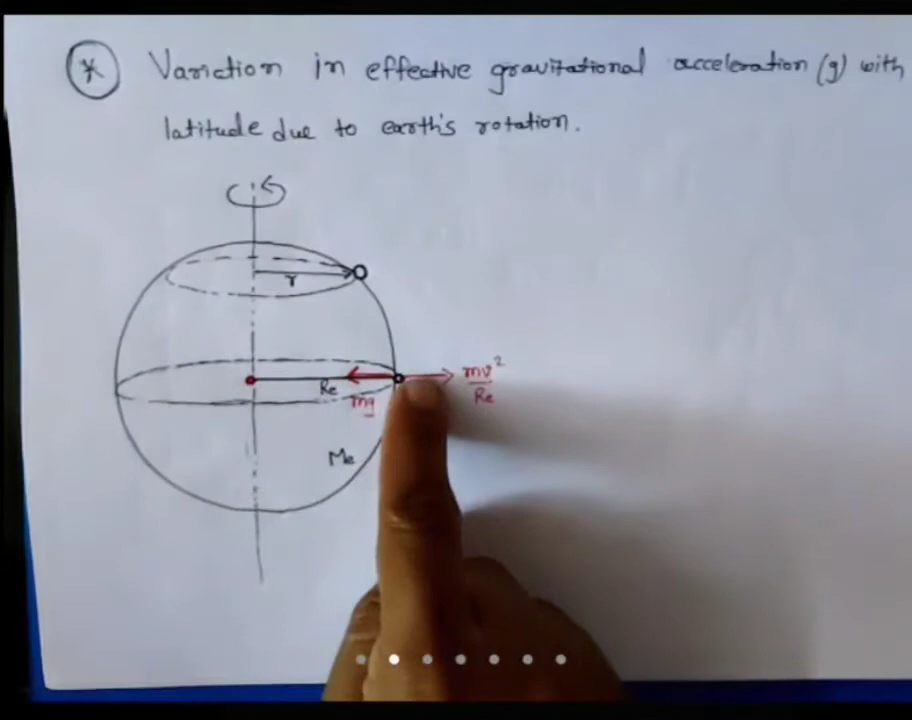 * Variation in effective gravitational acceleration (g) with
latitude due to earth's rotation.
r
Re
mg
mv²
Re
Me